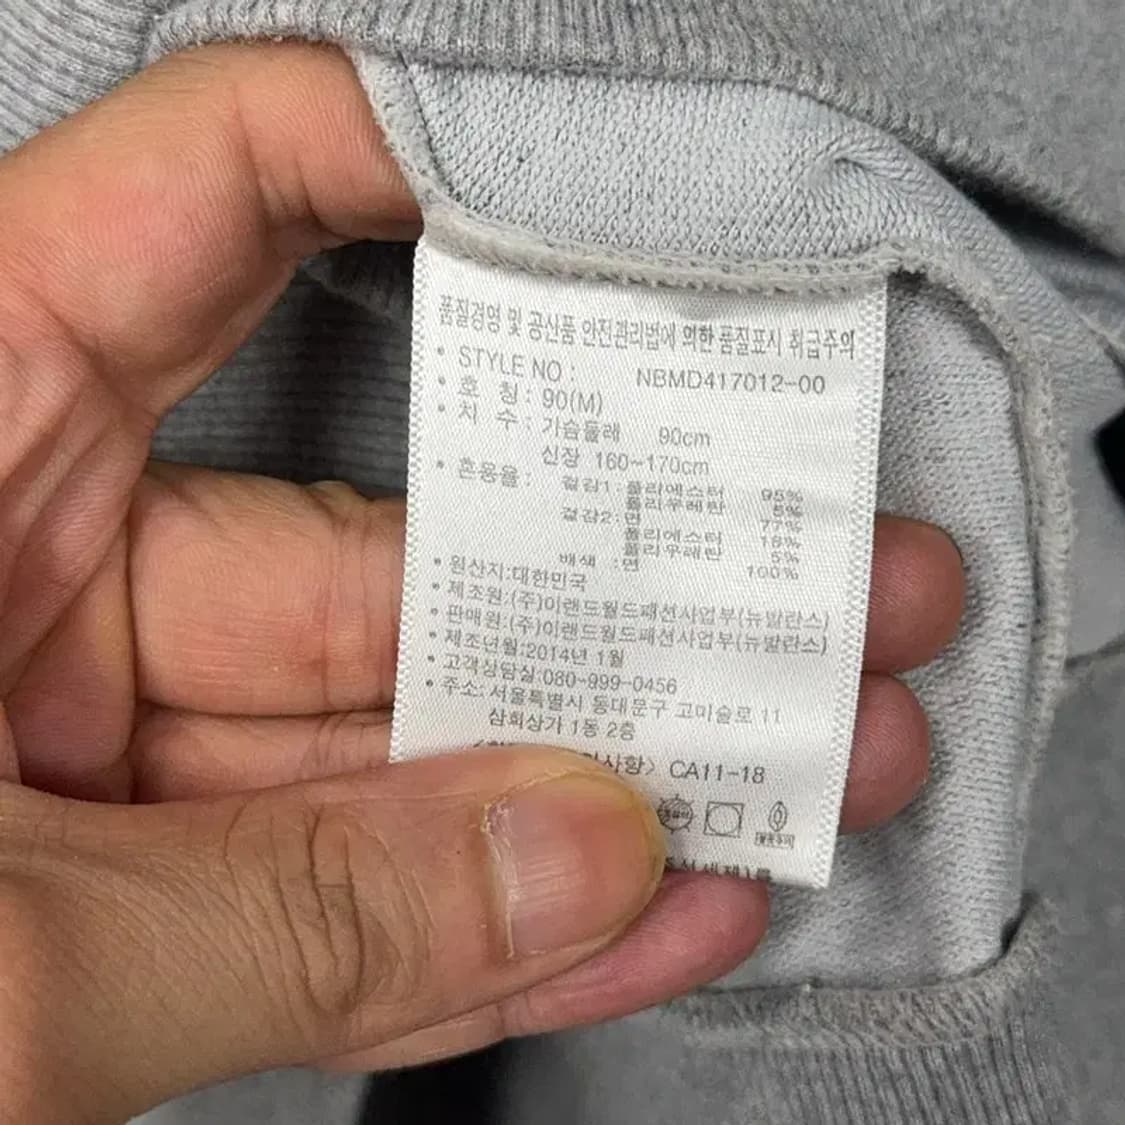 품질경영 및 공산품 안전관리법에 의한 품질표시 취급주의
• STYLE NO : NBMD417012-00
• 호 칭 : 90(M)
• 치 수 : 가슴둘레 90cm
신장 160~170cm
• 혼용율 : 겉감1 : 폴리에스터 95%
폴리우레탄 5%
겉감2 : 면 77%
폴리에스터 18%
폴리우레탄 5%
배색 : 면 100%
• 원산지:대한민국
• 제조원:(주)이랜드월드패션사업부(뉴발란스)
• 판매원:(주)이랜드월드패션사업부(뉴발란스)
• 제조년월:2014년 1월
• 고객상담실:080-999-0456
• 주소: 서울특별시 동대문구 고미술로 11
삼희상가 1동 2층
사항> CA11-18